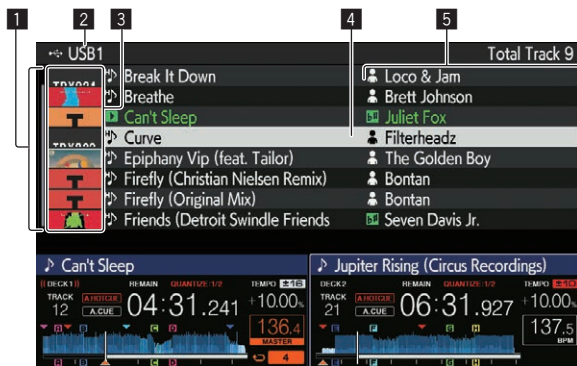 1 2 3 4 5
USB1 Total Track 9
Break It Down Loco & Jam
Breathe Brett Johnson
Can't Sleep Juliet Fox
Curve Filterheadz
Epiphany Vip (feat. Tailor) The Golden Boy
Firefly (Christian Nielsen Remix) Bontan
Firefly (Original Mix) Bontan
Friends (Detroit Swindle Friends Seven Davis Jr.
Can't Sleep Jupiter Rising (Circus Recordings)
DECK1 REMAIN QUANTIZE:1/2 TEMPO ±16 DECK2 REMAIN QUANTIZE:1/2 TEMPO ±10
TRACK 12 A.HOTCUE A.CUE 04:31.241 +10.00% TRACK 21 A.HOTCUE A.CUE 06:31.927 +10.00%
136.4 MASTER 137.5 BPM
4